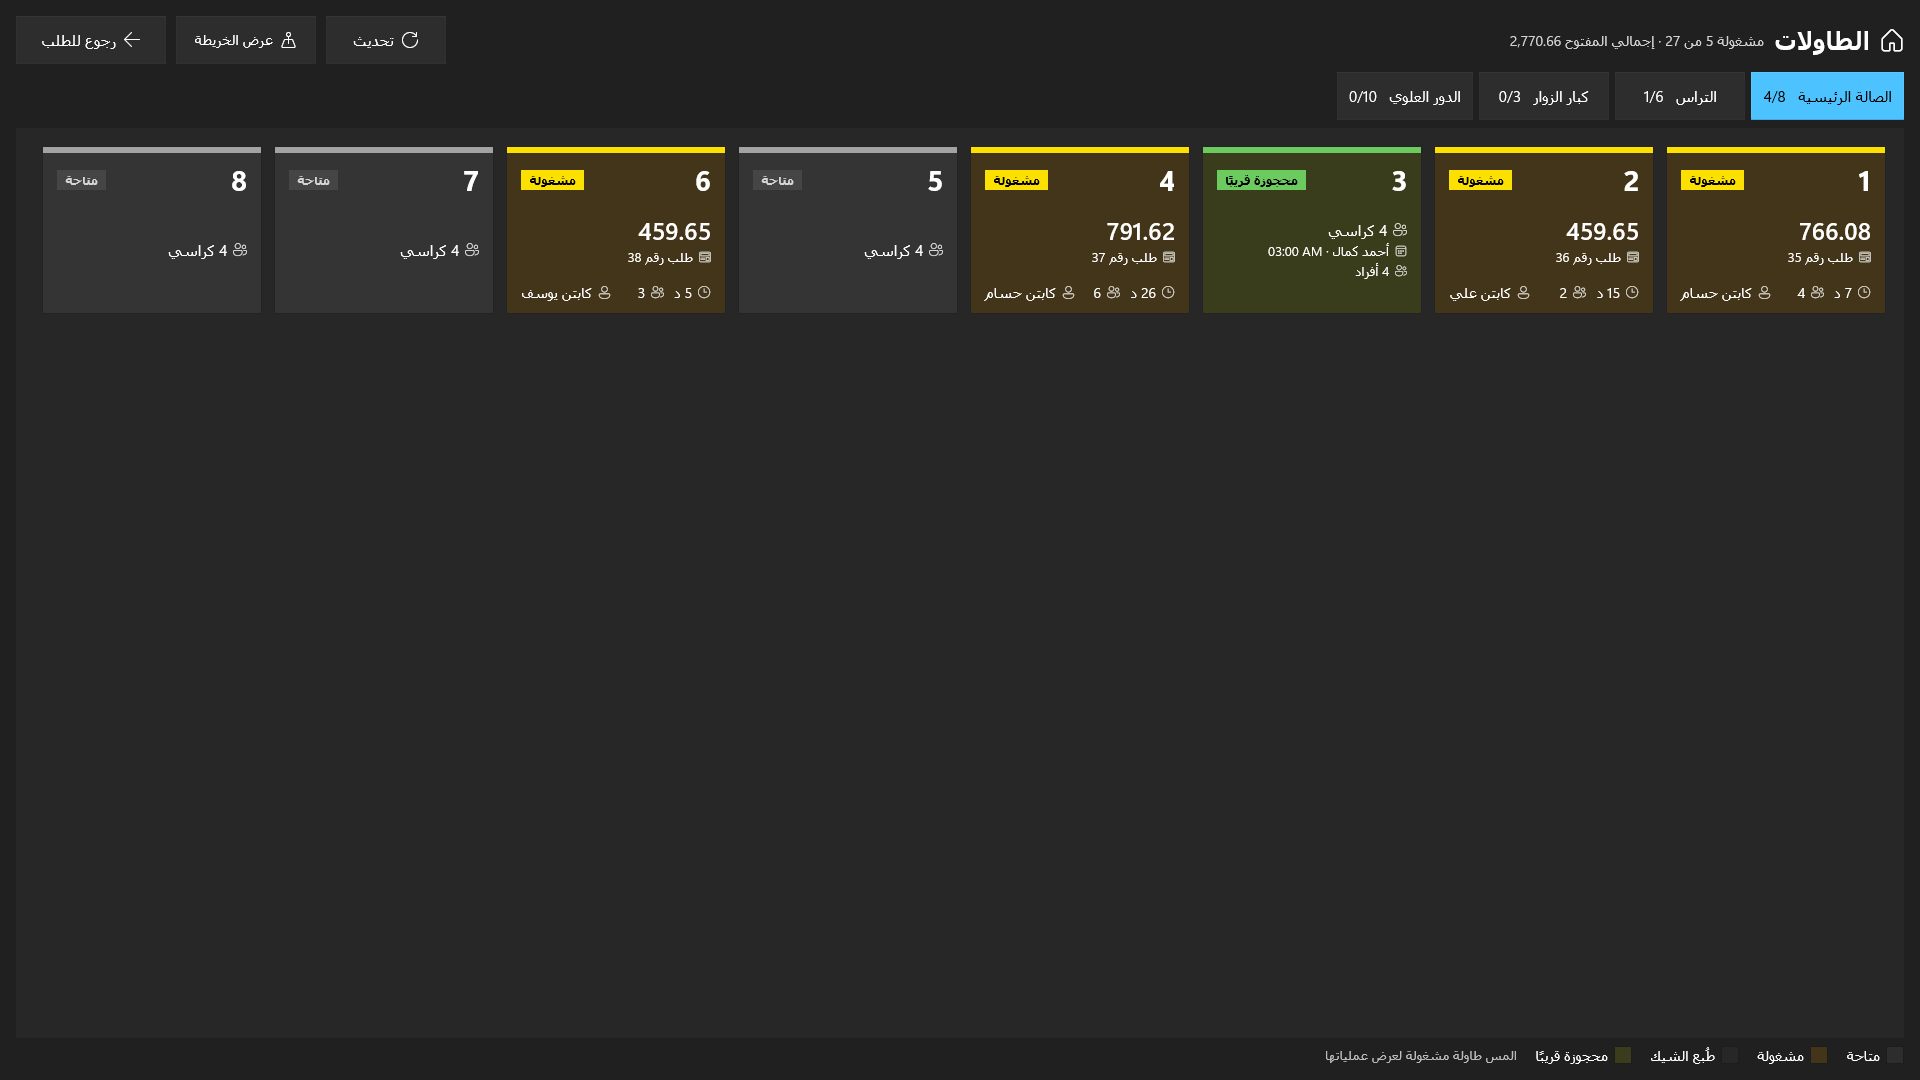 الطاولات مشغولة 5 من 27 · إجمالي المفتوح 2,770.66
تحديث
عرض الخريطة
رجوع للطلب
الصالة الرئيسية 4/8
التراس 1/6
كبار الزوار 0/3
الدور العلوي 0/10
1 مشغولة
766.08
طلب رقم 35
7 د 4 كابتن حسام
2 مشغولة
459.65
طلب رقم 36
15 د 2 كابتن علي
3 محجوزة قريبًا
4 كراسي
أحمد كمال · 03:00 AM
4 أفراد
4 مشغولة
791.62
طلب رقم 37
26 د 6 كابتن حسام
5 متاحة
4 كراسي
6 مشغولة
459.65
طلب رقم 38
5 د 3 كابتن يوسف
7 متاحة
4 كراسي
8 متاحة
4 كراسي
متاحة
مشغولة
طُبع الشيك
محجوزة قريبًا
المس طاولة مشغولة لعرض عملياتها